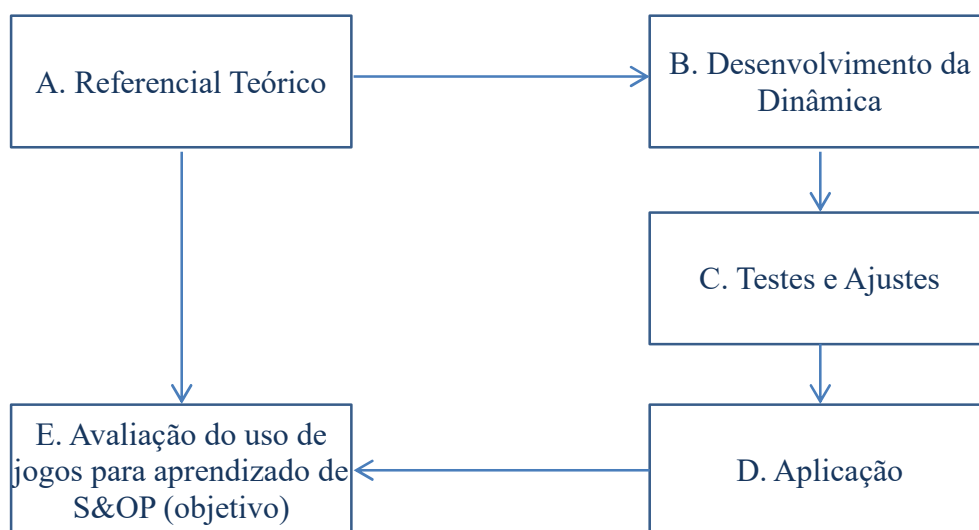 A. Referencial Teórico
B. Desenvolvimento da
Dinâmica
C. Testes e Ajustes
D. Aplicação
E. Avaliação do uso de
jogos para aprendizado de
S&OP (objetivo)